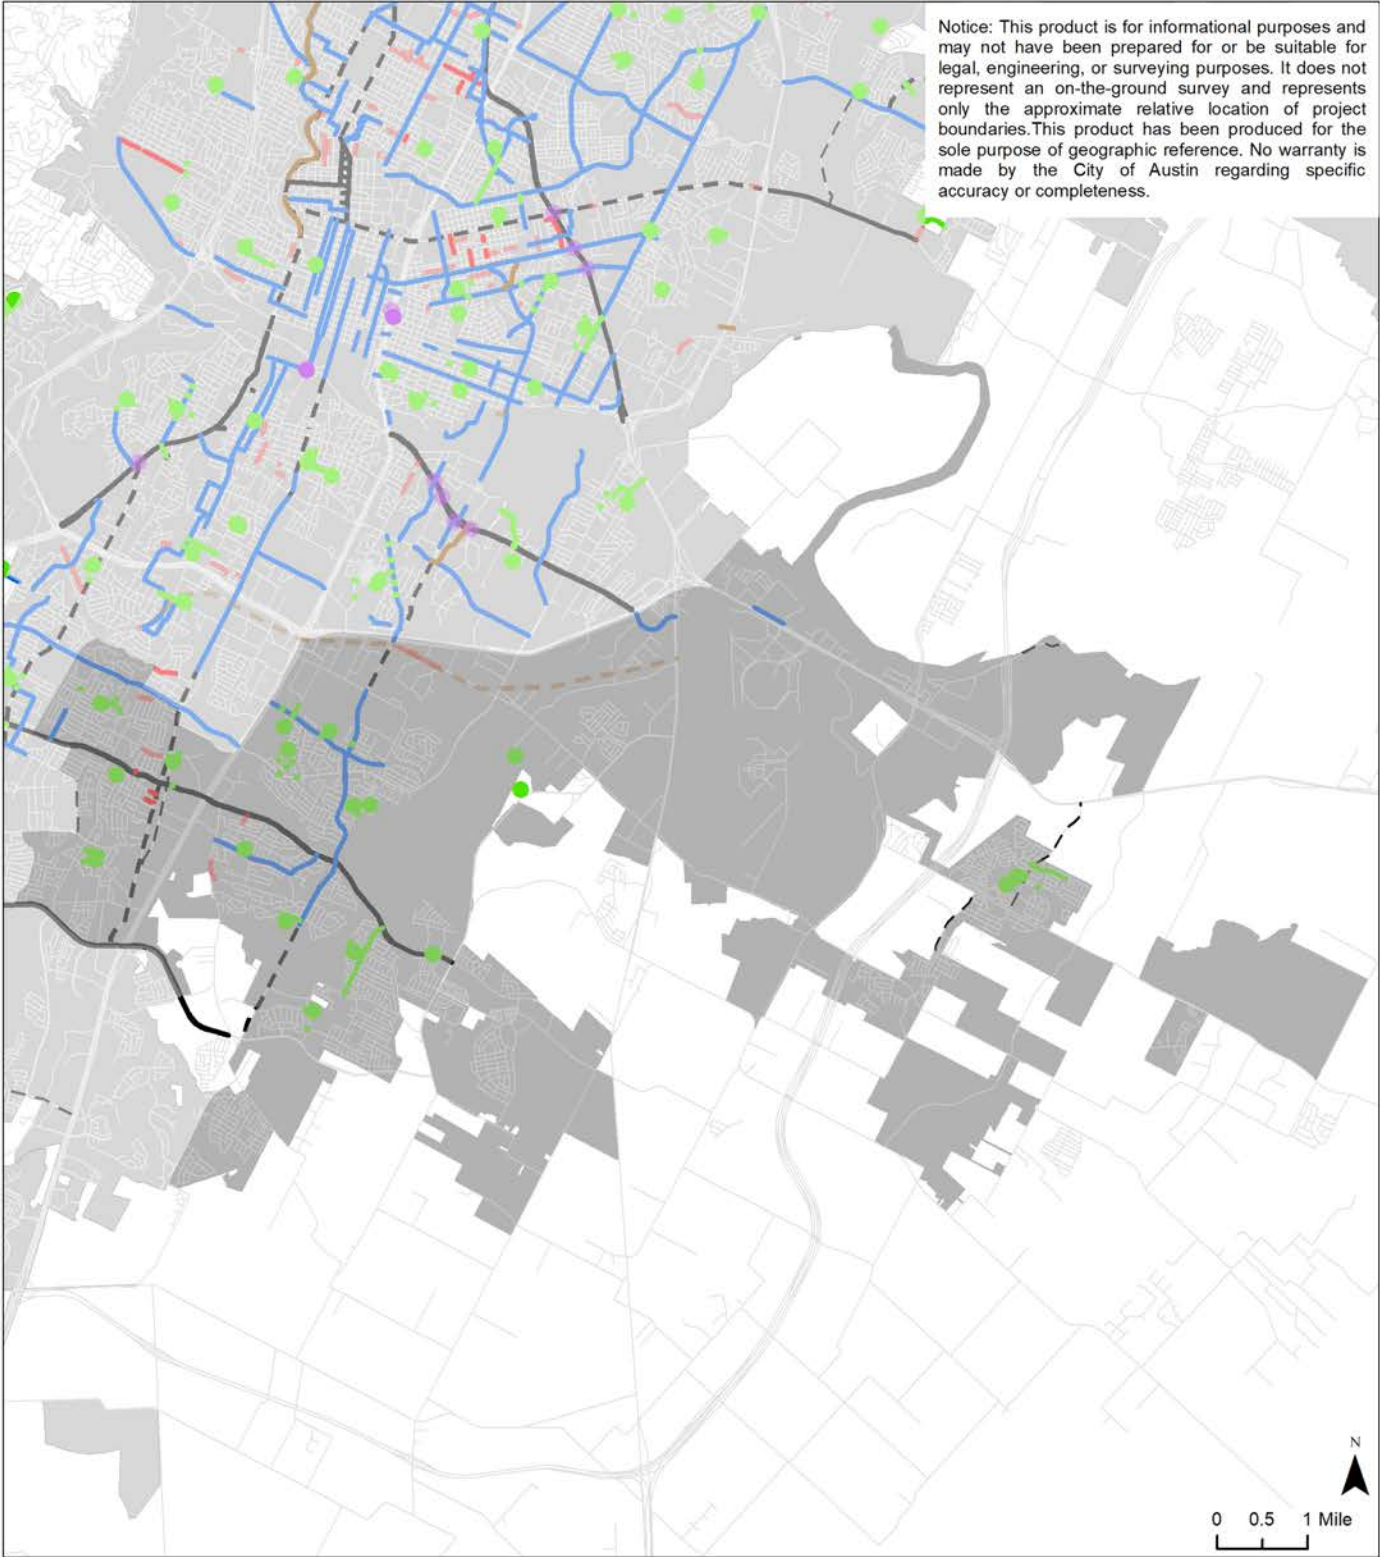 Notice: This product is for informational purposes and
may not have been prepared for or be suitable for
legal, engineering, or surveying purposes. It does not
represent an on-the-ground survey and represents
only the approximate relative location of project
boundaries.This product has been produced for the
sole purpose of geographic reference. No warranty is
made by the City of Austin regarding specific
accuracy or completeness.
N
0 0.5 1 Mile